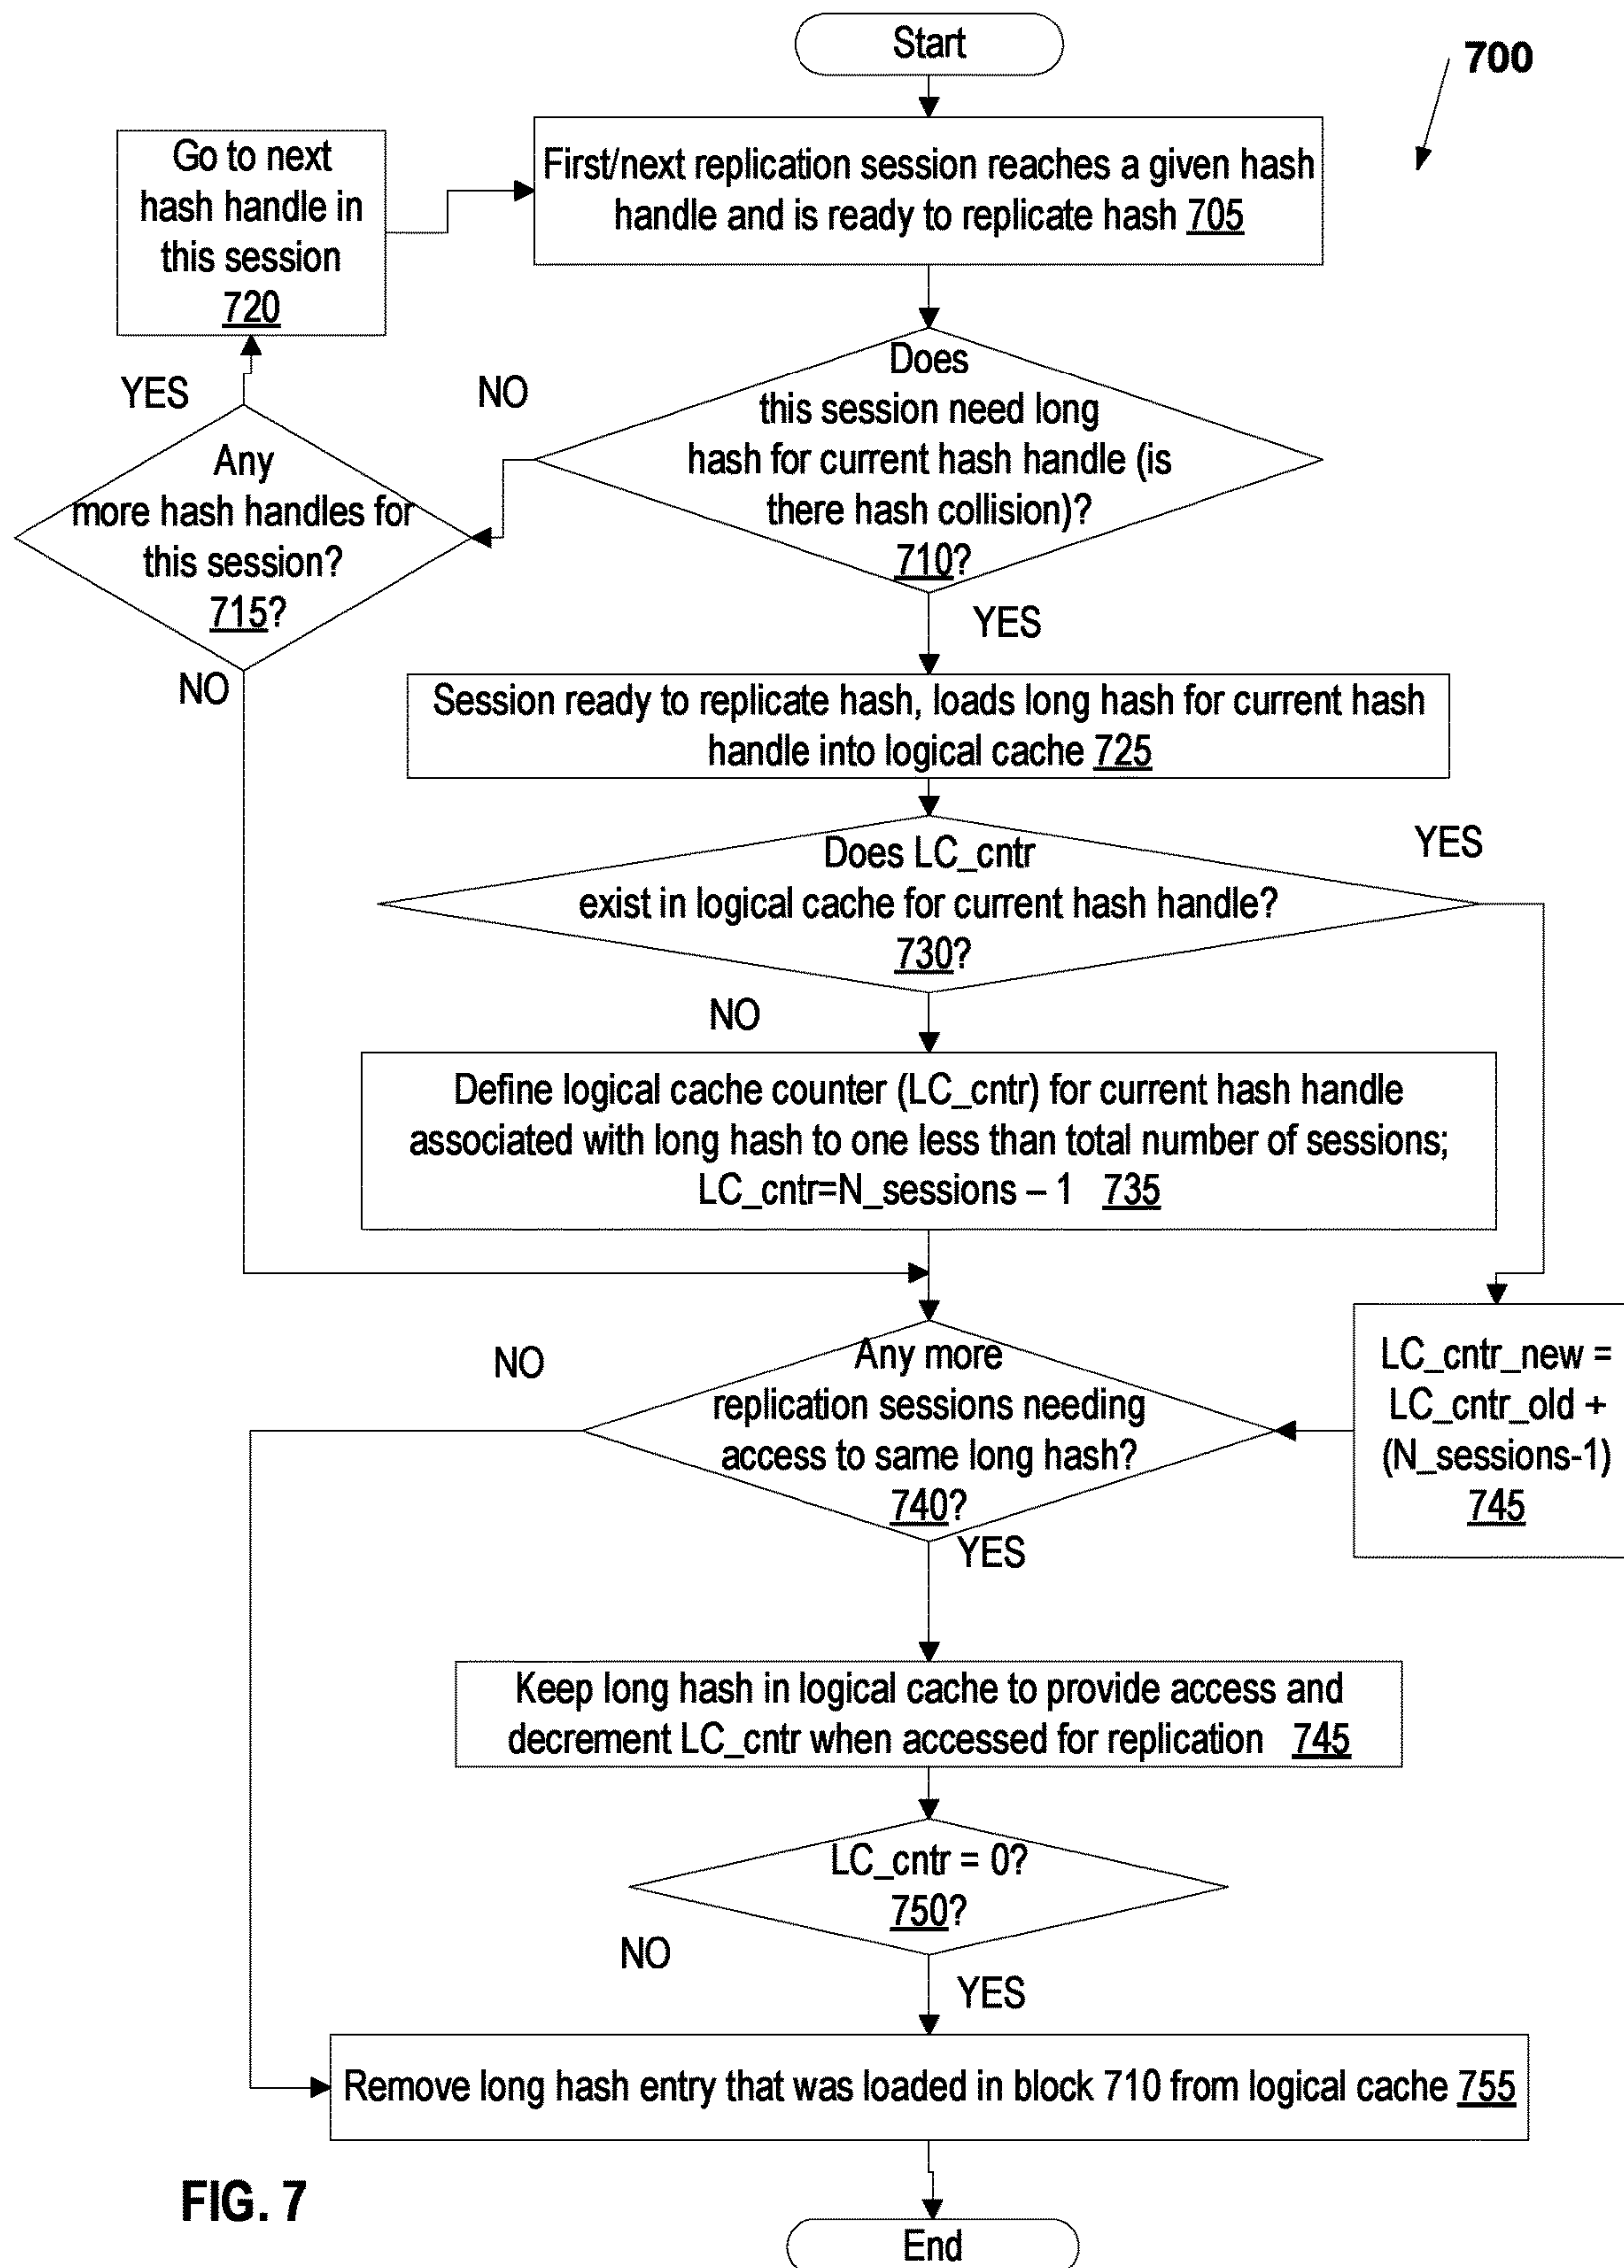 Start
700
Go to next
hash handle in
this session
720
First/next replication session reaches a given hash
handle and is ready to replicate hash 705
YES
NO
Does
this session need long
hash for current hash handle (is
there hash collision)?
710?
Any
more hash handles for
this session?
715?
YES
NO
Session ready to replicate hash, loads long hash for current hash
handle into logical cache 725
YES
Does LC_cntr
exist in logical cache for current hash handle?
730?
NO
Define logical cache counter (LC_cntr) for current hash handle
associated with long hash to one less than total number of sessions;
LC_cntr=N_sessions – 1 735
NO
Any more
replication sessions needing
access to same long hash?
740?
YES
LC_cntr_new =
LC_cntr_old +
(N_sessions-1)
745
Keep long hash in logical cache to provide access and
decrement LC_cntr when accessed for replication 745
LC_cntr = 0?
750?
NO
YES
Remove long hash entry that was loaded in block 710 from logical cache 755
FIG. 7
End